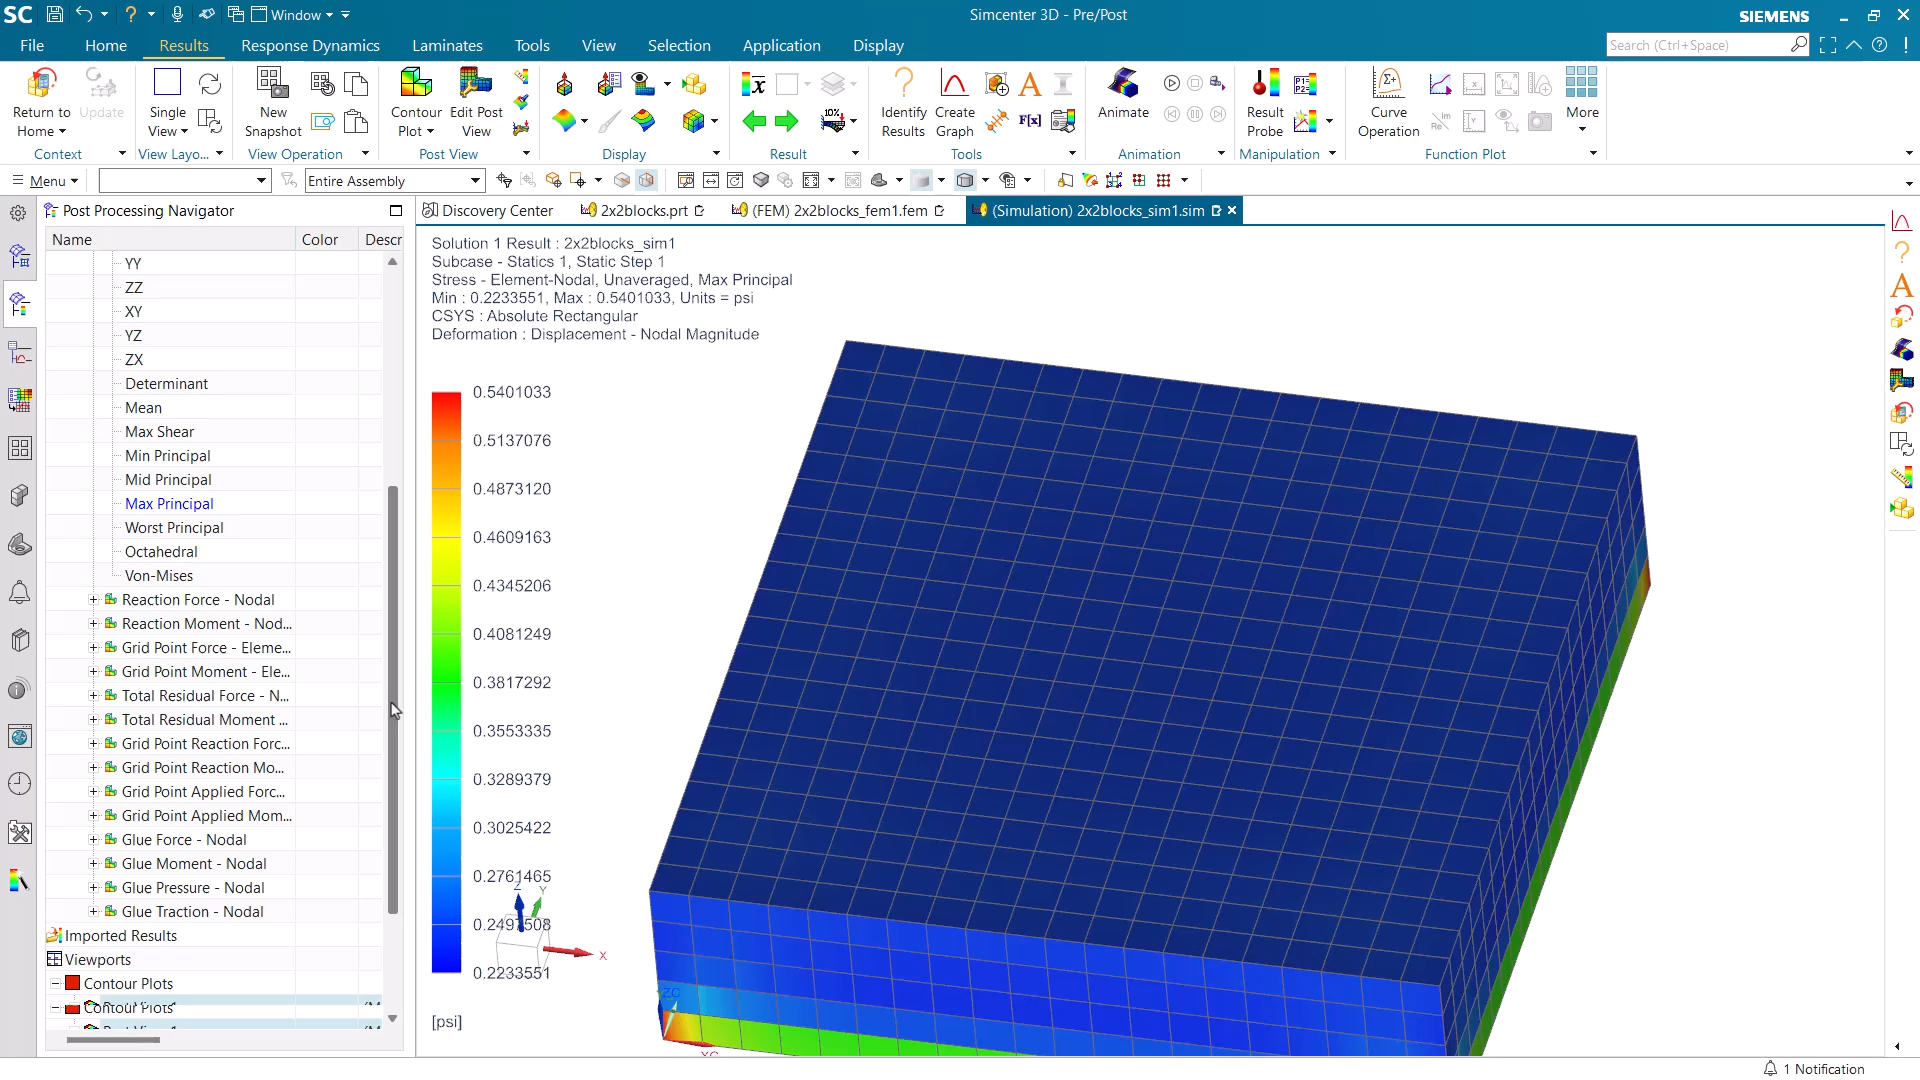 SC Window Simcenter 3D - Pre/Post SIEMENS
File Home Results Response Dynamics Laminates Tools View Selection Application Display Search (Ctrl+Space)
Return to Home Update Single View New Snapshot Contour Plot Edit Post View Identify Results Create Graph Animate Result Probe Curve Operation More
Context View Layo... View Operation Post View Display Result Tools Animation Manipulation Function Plot
Menu Entire Assembly
Post Processing Navigator
Discovery Center 2x2blocks.prt (FEM) 2x2blocks_fem1.fem (Simulation) 2x2blocks_sim1.sim
Name Color Descr
YY
ZZ
XY
YZ
ZX
Determinant
Mean
Max Shear
Min Principal
Mid Principal
Max Principal
Worst Principal
Octahedral
Von-Mises
Reaction Force - Nodal
Reaction Moment - Nod...
Grid Point Force - Eleme...
Grid Point Moment - Ele...
Total Residual Force - N...
Total Residual Moment ...
Grid Point Reaction Forc...
Grid Point Reaction Mo...
Grid Point Applied Forc...
Grid Point Applied Mom...
Glue Force - Nodal
Glue Moment - Nodal
Glue Pressure - Nodal
Glue Traction - Nodal
Imported Results
Viewports
Contour Plots
Contour Plots
Solution 1 Result : 2x2blocks_sim1
Subcase - Statics 1, Static Step 1
Stress - Element-Nodal, Unaveraged, Max Principal
Min : 0.2233551, Max : 0.5401033, Units = psi
CSYS : Absolute Rectangular
Deformation : Displacement - Nodal Magnitude
0.5401033
0.5137076
0.4873120
0.4609163
0.4345206
0.4081249
0.3817292
0.3553335
0.3289379
0.3025422
0.2761465
0.2497508
0.2233551
[psi]
Z
Y
X
ZC
XC
1 Notification